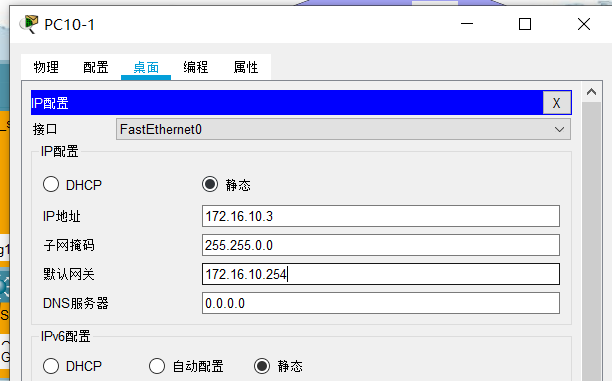 PC10-1
物理 配置 桌面 编程 属性
IP配置 X
接口 FastEthernet0
IP配置
DHCP 静态
IP地址 172.16.10.3
子网掩码 255.255.0.0
默认网关 172.16.10.254
DNS服务器 0.0.0.0
IPv6配置
DHCP 自动配置 静态